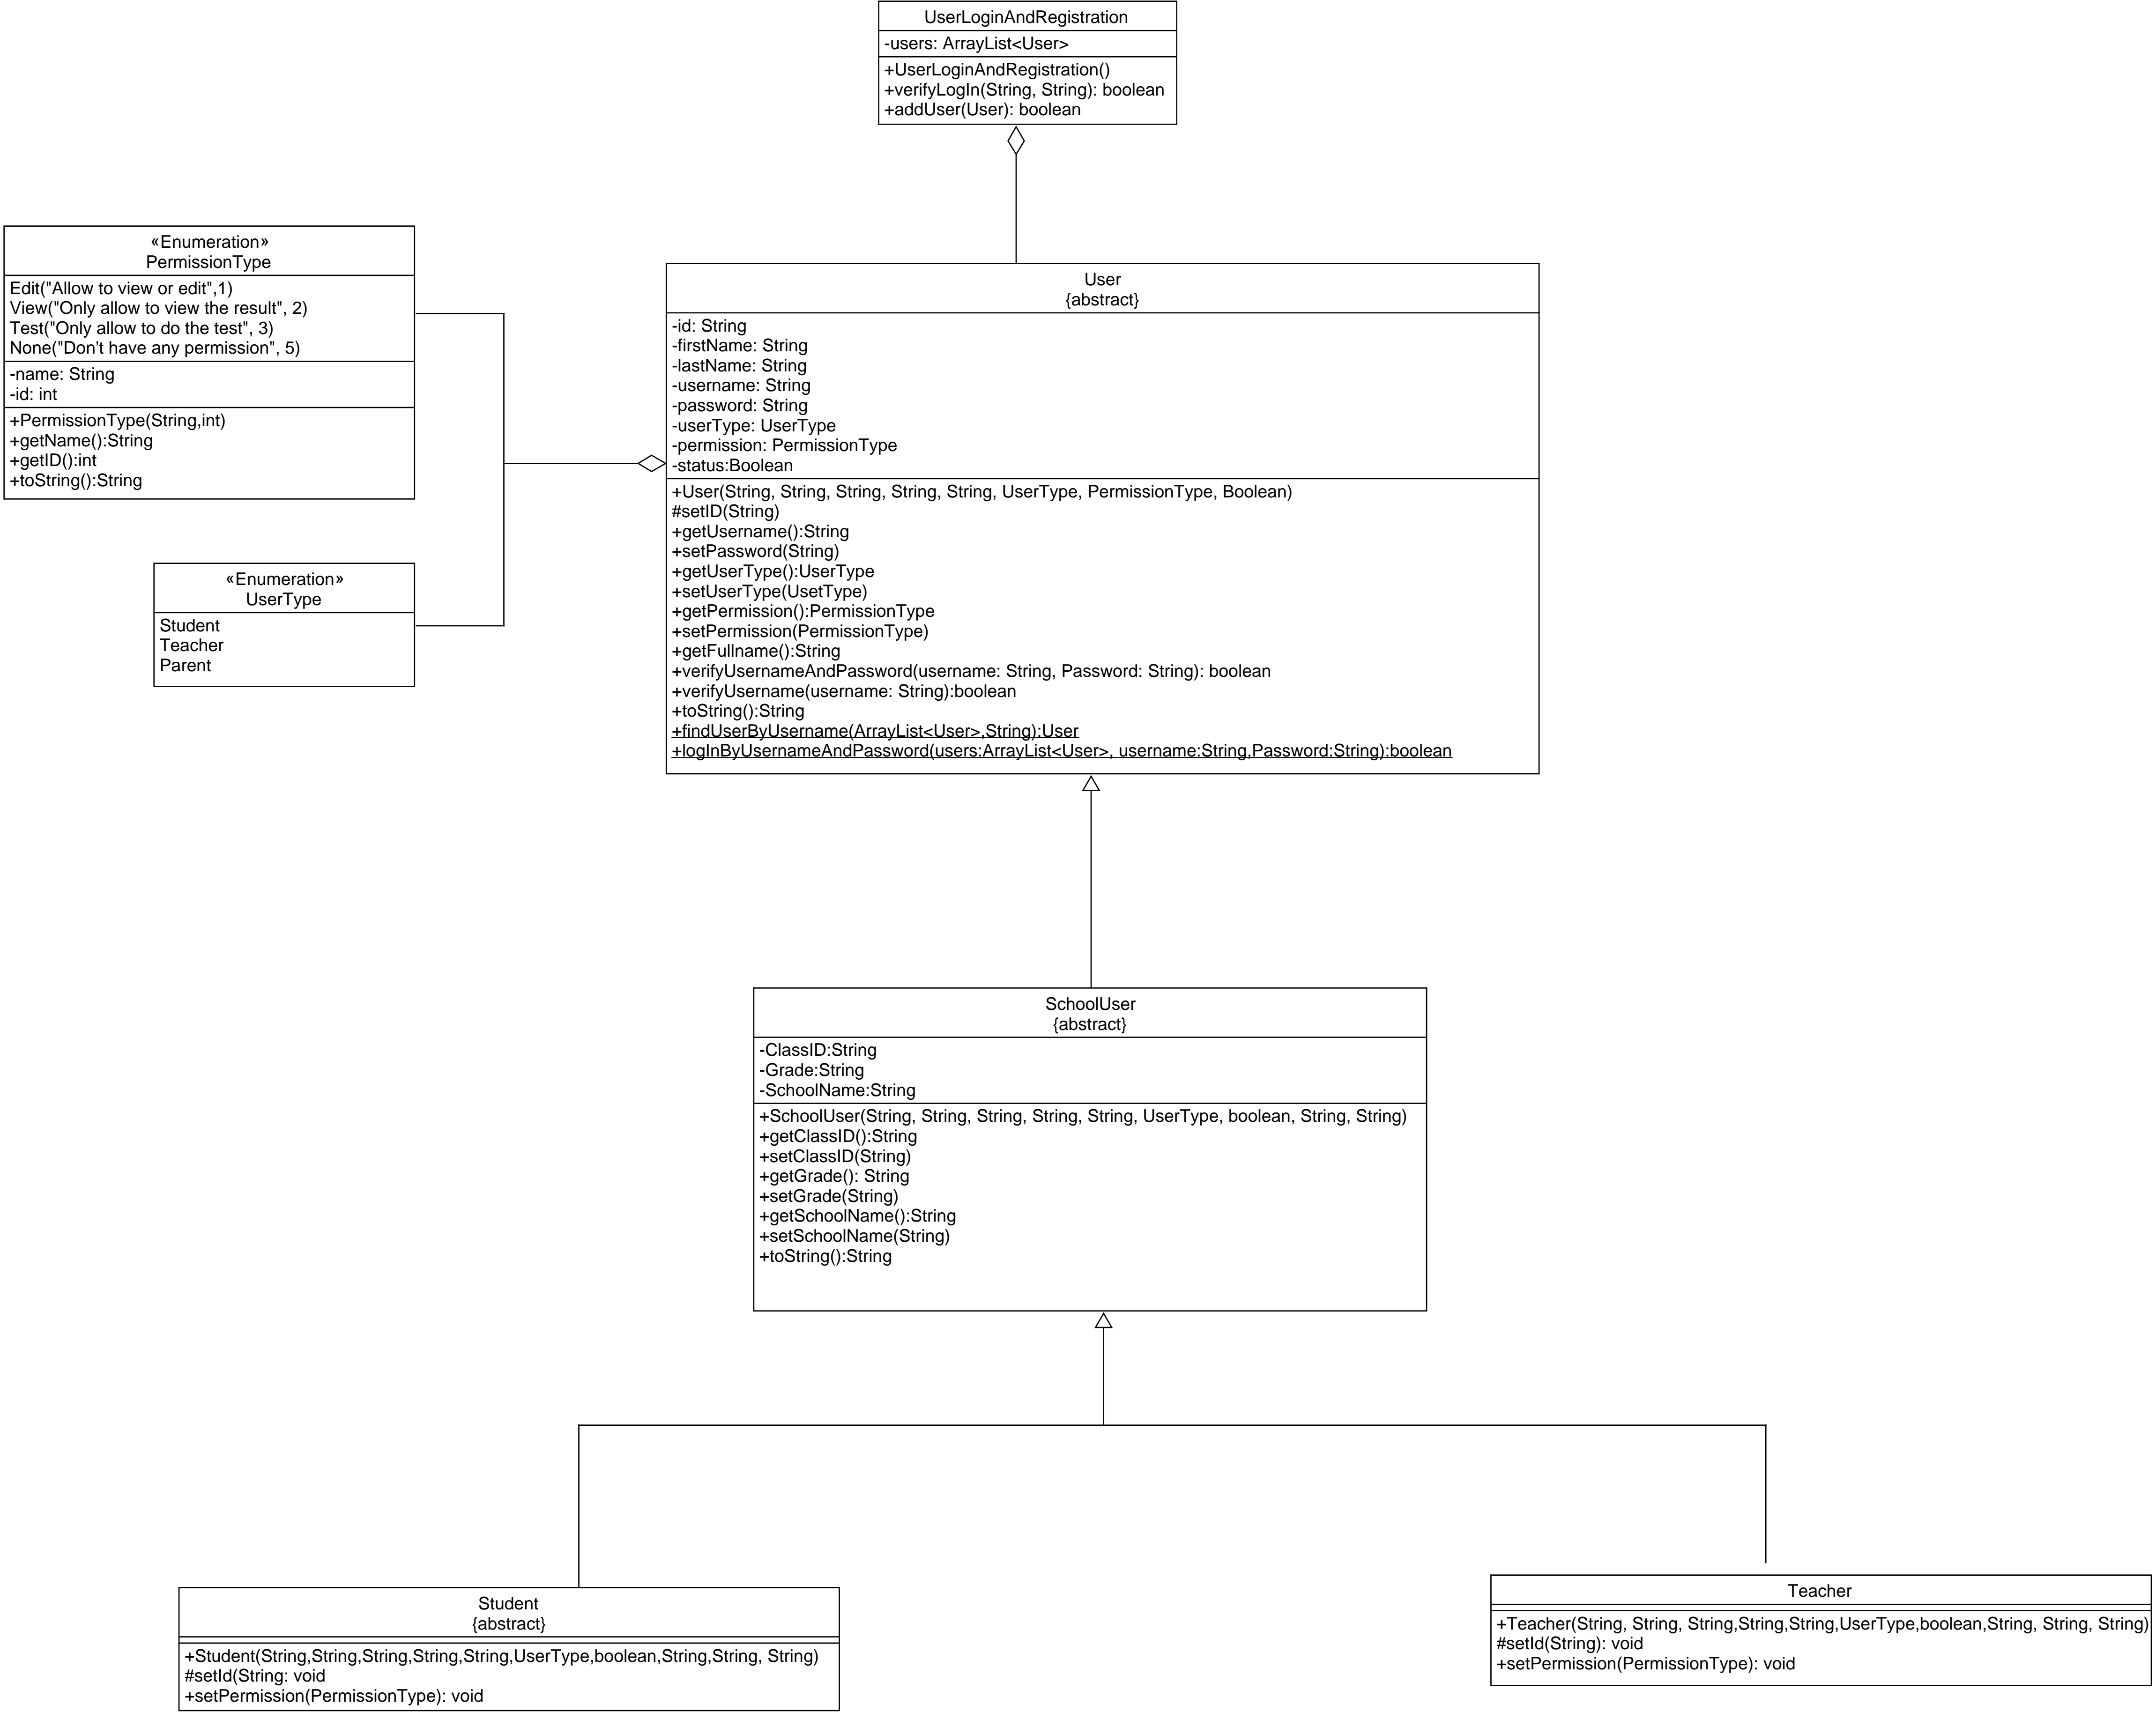 UserLoginAndRegistration
-users: ArrayList<User>
+UserLoginAndRegistration()
+verifyLogIn(String, String): boolean
+addUser(User): boolean
«Enumeration»
PermissionType
Edit("Allow to view or edit",1)
View("Only allow to view the result", 2)
Test("Only allow to do the test", 3)
None("Don't have any permission", 5)
-name: String
-id: int
+PermissionType(String,int)
+getName():String
+getID():int
+toString():String
«Enumeration»
UserType
Student
Teacher
Parent
User
{abstract}
-id: String
-firstName: String
-lastName: String
-username: String
-password: String
-userType: UserType
-permission: PermissionType
-status:Boolean
+User(String, String, String, String, String, UserType, PermissionType, Boolean)
#setID(String)
+getUsername():String
+setPassword(String)
+getUserType():UserType
+setUserType(UsetType)
+getPermission():PermissionType
+setPermission(PermissionType)
+getFullname():String
+verifyUsernameAndPassword(username: String, Password: String): boolean
+verifyUsername(username: String):boolean
+toString():String
+findUserByUsername(ArrayList<User>,String):User
+logInByUsernameAndPassword(users:ArrayList<User>, username:String,Password:String):boolean
SchoolUser
{abstract}
-ClassID:String
-Grade:String
-SchoolName:String
+SchoolUser(String, String, String, String, String, UserType, boolean, String, String)
+getClassID():String
+setClassID(String)
+getGrade(): String
+setGrade(String)
+getSchoolName():String
+setSchoolName(String)
+toString():String
Student
{abstract}
+Student(String,String,String,String,String,UserType,boolean,String,String, String)
#setId(String: void
+setPermission(PermissionType): void
Teacher
+Teacher(String, String, String,String,String,UserType,boolean,String, String, String)
#setId(String): void
+setPermission(PermissionType): void